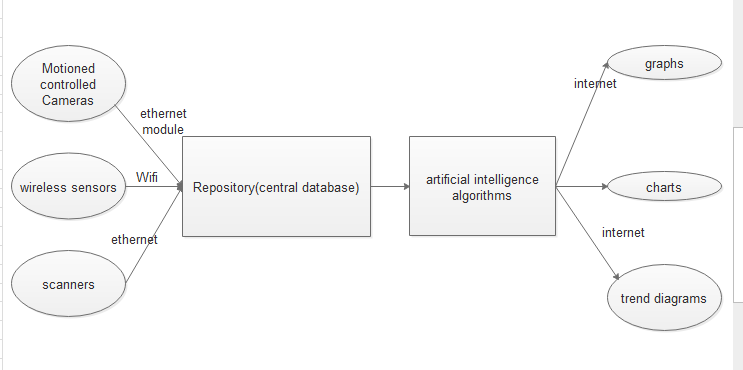 Motioned
controlled
Cameras
ethernet
module
wireless sensors
Wifi
ethernet
scanners
Repository(central database)
artificial intelligence
algorithms
internet
graphs
charts
internet
trend diagrams